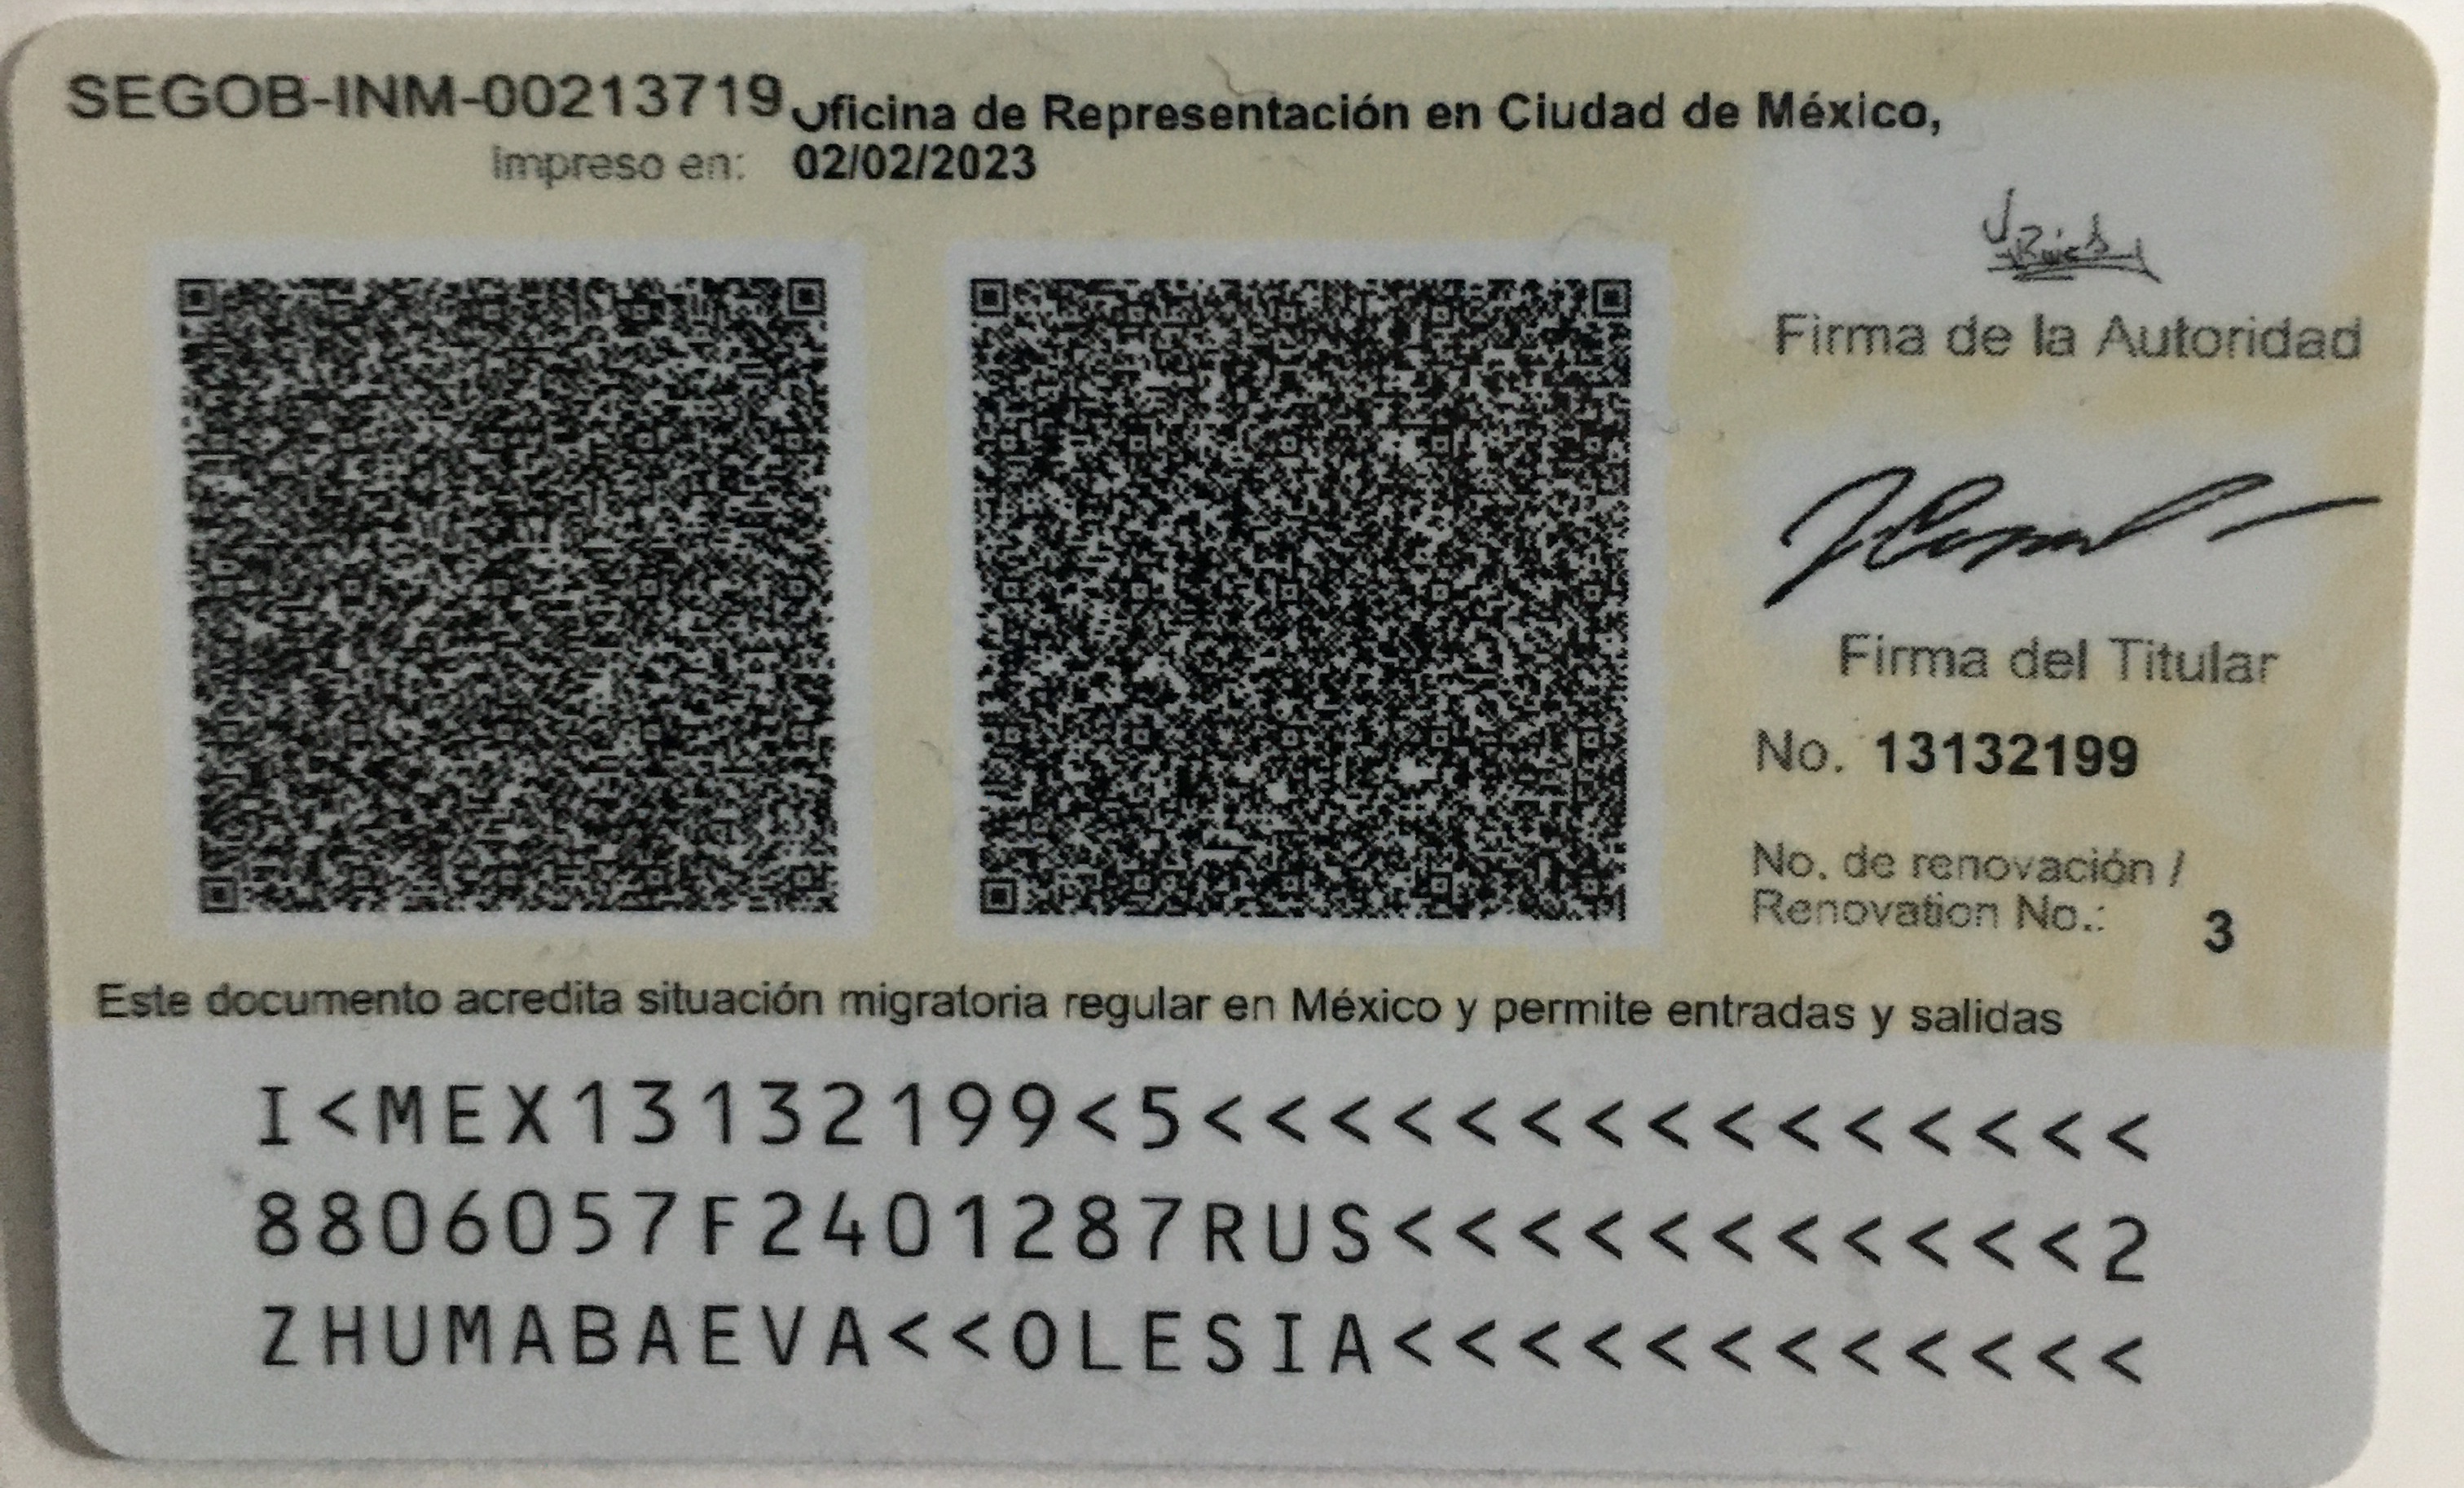 SEGOB-INM-00213719
Oficina de Representación en Ciudad de México,
Impreso en: 02/02/2023
Firma de la Autoridad
Firma del Titular
No. 13132199
No. de renovación /
Renovation No.: 3
Este documento acredita situación migratoria regular en México y permite entradas y salidas
I<MEX13132199<5<<<<<<<<<<<<<<<
8806057F2401287RUS<<<<<<<<<<<2
ZHUMABAEVA<<OLESIA<<<<<<<<<<<<